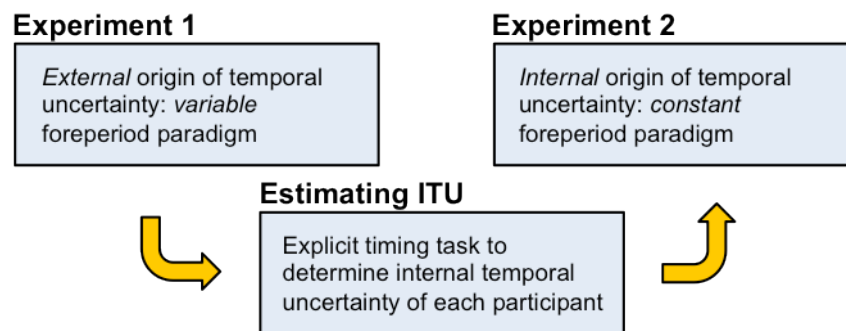 Experiment 1
External origin of temporal
uncertainty: variable
foreperiod paradigm
Experiment 2
Internal origin of temporal
uncertainty: constant
foreperiod paradigm
Estimating ITU
Explicit timing task to
determine internal temporal
uncertainty of each participant